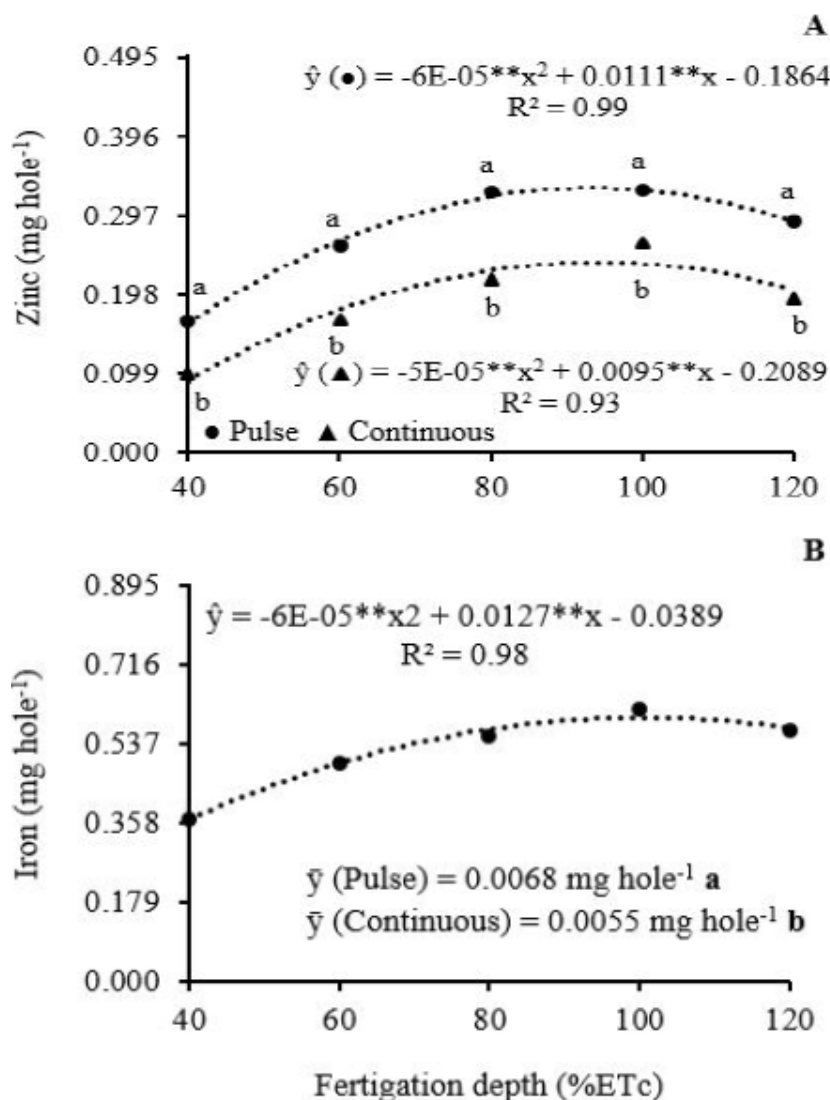 A
0.495
ŷ (●) = -6E-05**x² + 0.0111**x - 0.1864
R² = 0.99
0.396
a
a
a
a
0.297
Zinc (mg hole⁻¹)
a
0.198
b
b
b
b
0.099
ŷ (▲) = -5E-05**x² + 0.0095**x - 0.2089
b
R² = 0.93
● Pulse ▲ Continuous
0.000
40 60 80 100 120
B
0.895
ŷ = -6E-05**x2 + 0.0127**x - 0.0389
R² = 0.98
0.716
0.537
Iron (mg hole⁻¹)
0.358
ȳ (Pulse) = 0.0068 mg hole⁻¹ a
0.179
ȳ (Continuous) = 0.0055 mg hole⁻¹ b
0.000
40 60 80 100 120
Fertigation depth (%ETc)